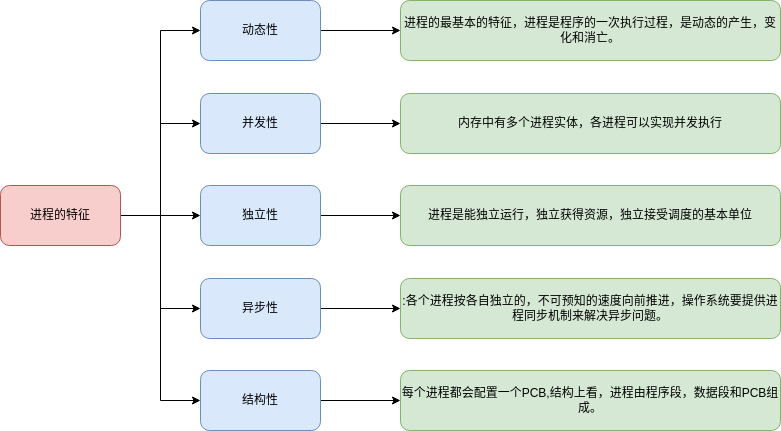 动态性
进程的最基本的特征，进程是程序的一次执行过程，是动态的产生，变
化和消亡。
并发性
内存中有多个进程实体，各进程可以实现并发执行
进程的特征
独立性
进程是能独立运行，独立获得资源，独立接受调度的基本单位
异步性
:各个进程按各自独立的，不可预知的速度向前推进，操作系统要提供进
程同步机制来解决异步问题。
结构性
每个进程都会配置一个PCB,结构上看，进程由程序段，数据段和PCB组
成。